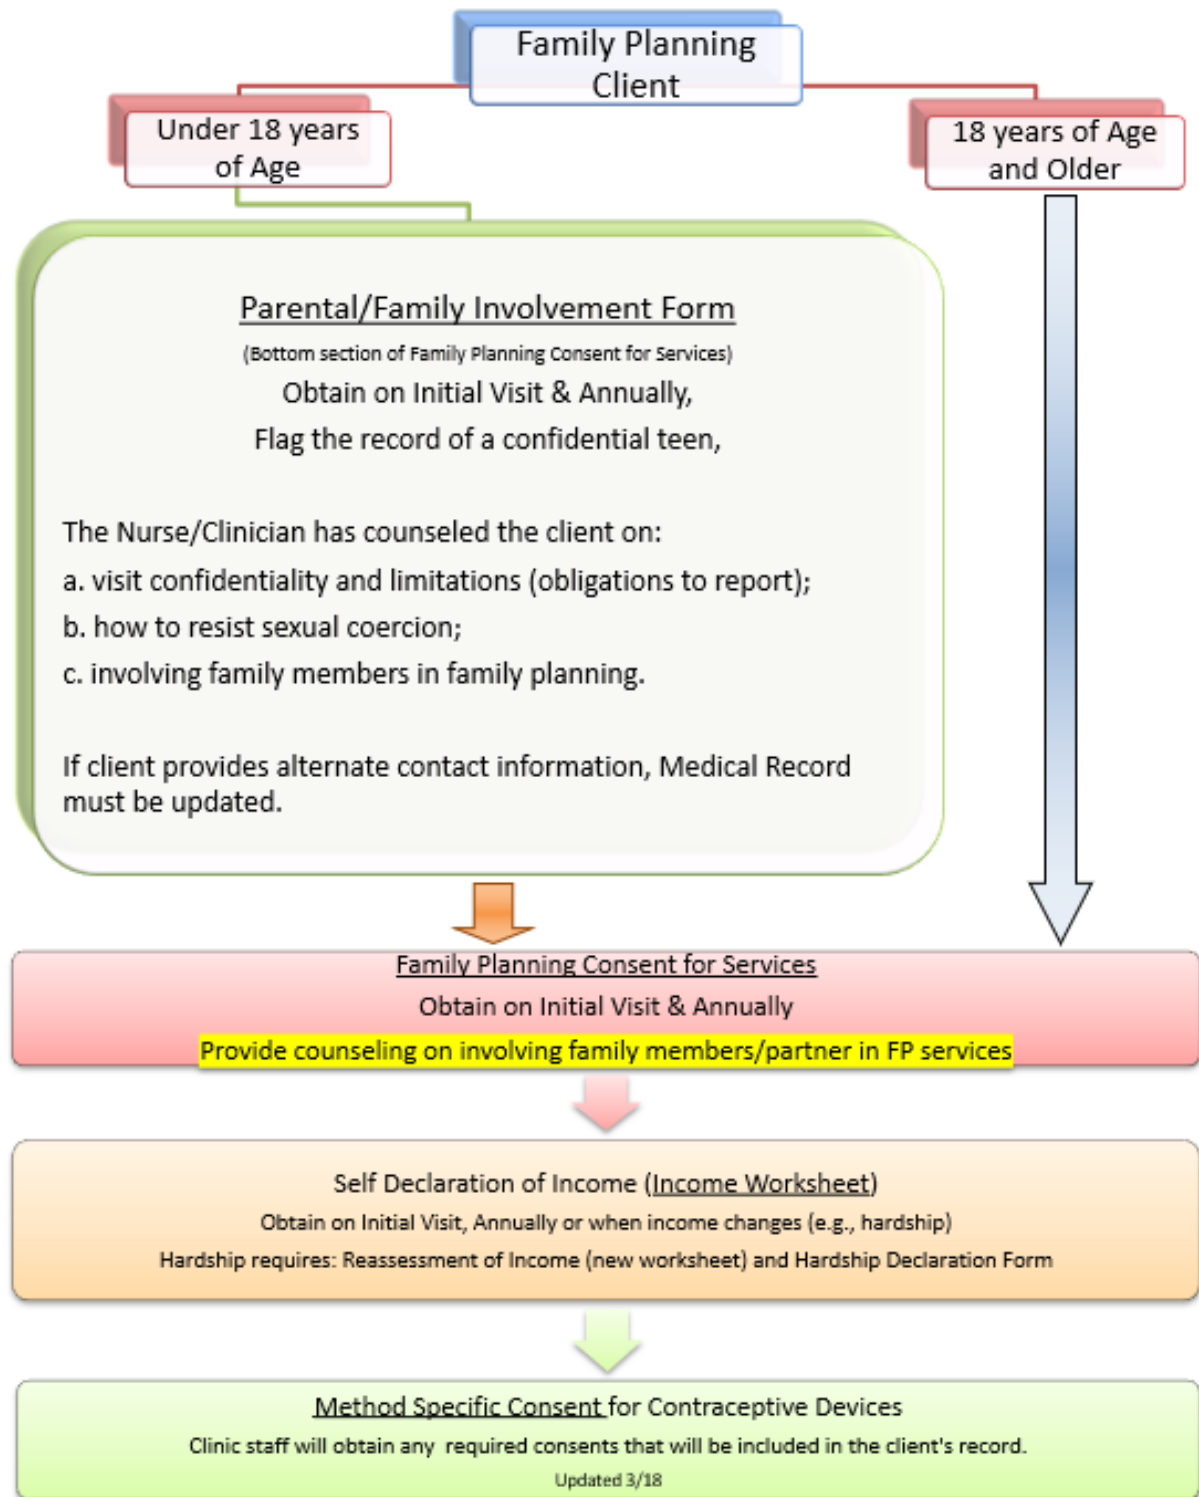 Family Planning
Client
Under 18 years
of Age
18 years of Age
and Older
Parental/Family Involvement Form
(Bottom section of Family Planning Consent for Services)
Obtain on Initial Visit & Annually,
Flag the record of a confidential teen,
The Nurse/Clinician has counseled the client on:
a. visit confidentiality and limitations (obligations to report);
b. how to resist sexual coercion;
c. involving family members in family planning.
If client provides alternate contact information, Medical Record
must be updated.
Family Planning Consent for Services
Obtain on Initial Visit & Annually
Provide counseling on involving family members/partner in FP services
Self Declaration of Income (Income Worksheet)
Obtain on Initial Visit, Annually or when income changes (e.g., hardship)
Hardship requires: Reassessment of Income (new worksheet) and Hardship Declaration Form
Method Specific Consent for Contraceptive Devices
Clinic staff will obtain any  required consents that will be included in the client's record.
Updated 3/18